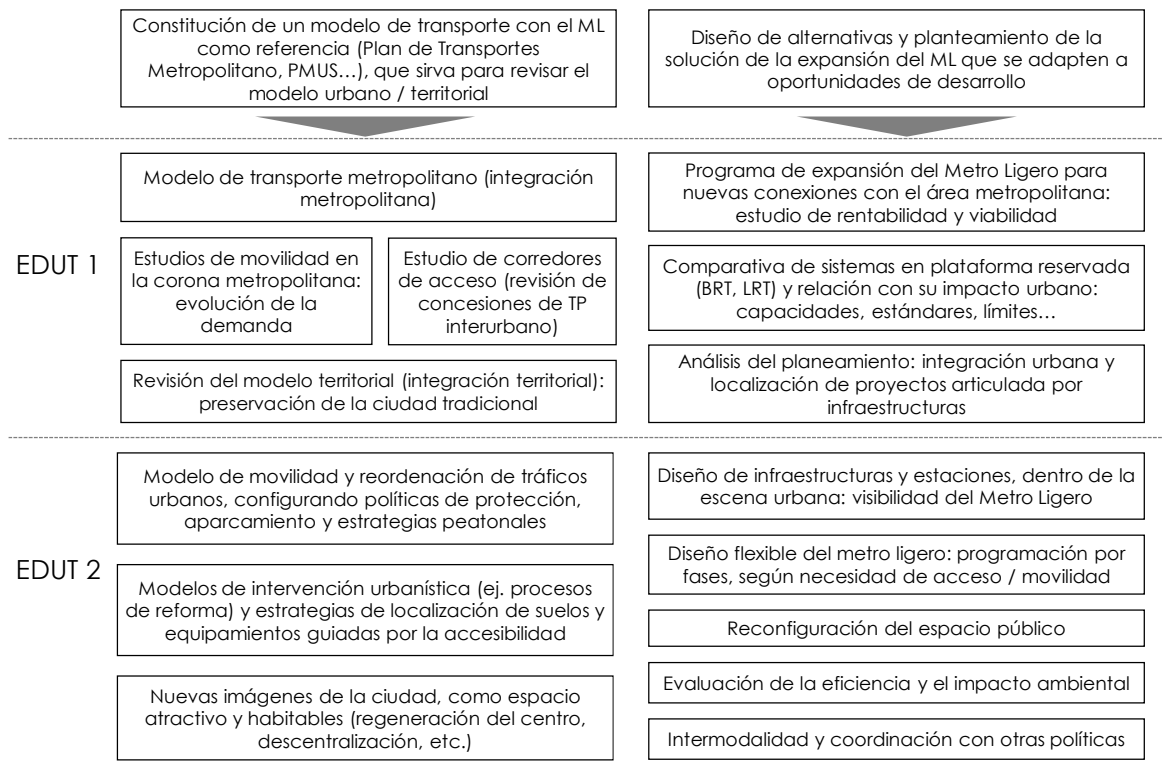 Constitución de un modelo de transporte con el ML
como referencia (Plan de Transportes
Metropolitano, PMUS…), que sirva para revisar el
modelo urbano / territorial
Diseño de alternativas y planteamiento de la
solución de la expansión del ML que se adapten a
oportunidades de desarrollo
EDUT 1
Modelo de transporte metropolitano (integración
metropolitana)
Estudios de movilidad en
la corona metropolitana:
evolución de la
demanda
Estudio de corredores
de acceso (revisión de
concesiones de TP
interurbano)
Revisión del modelo territorial (integración territorial):
preservación de la ciudad tradicional
Programa de expansión del Metro Ligero para
nuevas conexiones con el área metropolitana:
estudio de rentabilidad y viabilidad
Comparativa de sistemas en plataforma reservada
(BRT, LRT) y relación con su impacto urbano:
capacidades, estándares, límites…
Análisis del planeamiento: integración urbana y
localización de proyectos articulada por
infraestructuras
EDUT 2
Modelo de movilidad y reordenación de tráficos
urbanos, configurando políticas de protección,
aparcamiento y estrategias peatonales
Modelos de intervención urbanística (ej. procesos
de reforma) y estrategias de localización de suelos y
equipamientos guiadas por la accesibilidad
Nuevas imágenes de la ciudad, como espacio
atractivo y habitables (regeneración del centro,
descentralización, etc.)
Diseño de infraestructuras y estaciones, dentro de la
escena urbana: visibilidad del Metro Ligero
Diseño flexible del metro ligero: programación por
fases, según necesidad de acceso / movilidad
Reconfiguración del espacio público
Evaluación de la eficiencia y el impacto ambiental
Intermodalidad y coordinación con otras políticas